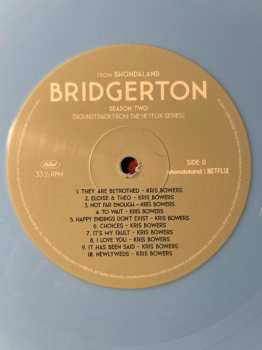 FROM SHONDALAND
BRIDGERTON
SEASON TWO
(SOUNDTRACK FROM THE NETFLIX SERIES)
Capitol
33 ⅓ RPM
SIDE D
shondaland | NETFLIX
1. THEY ARE BETROTHED - KRIS BOWERS
2. ELOISE & THEO - KRIS BOWERS
3. NOT FAR ENOUGH - KRIS BOWERS
4. TO WAIT - KRIS BOWERS
5. HAPPY ENDINGS DON'T EXIST - KRIS BOWERS
6. CHOICES - KRIS BOWERS
7. IT'S MY FAULT - KRIS BOWERS
8. I LOVE YOU - KRIS BOWERS
9. IT HAS BEEN SAID - KRIS BOWERS
10. NEWLYWEDS - KRIS BOWERS